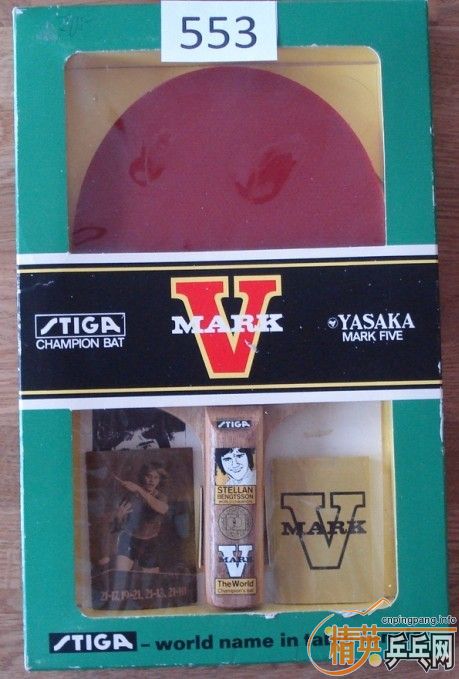 553
STIGA
CHAMPION BAT
V
MARK
YASAKA
MARK FIVE
STIGA
STELLAN
BENGTSSON
V
MARK
The World
Champion's bat
V
MARK
21-17, 19-21, 21-13, 21-10
STIGA – world name in
cnpingpang.info
精英乒乓网